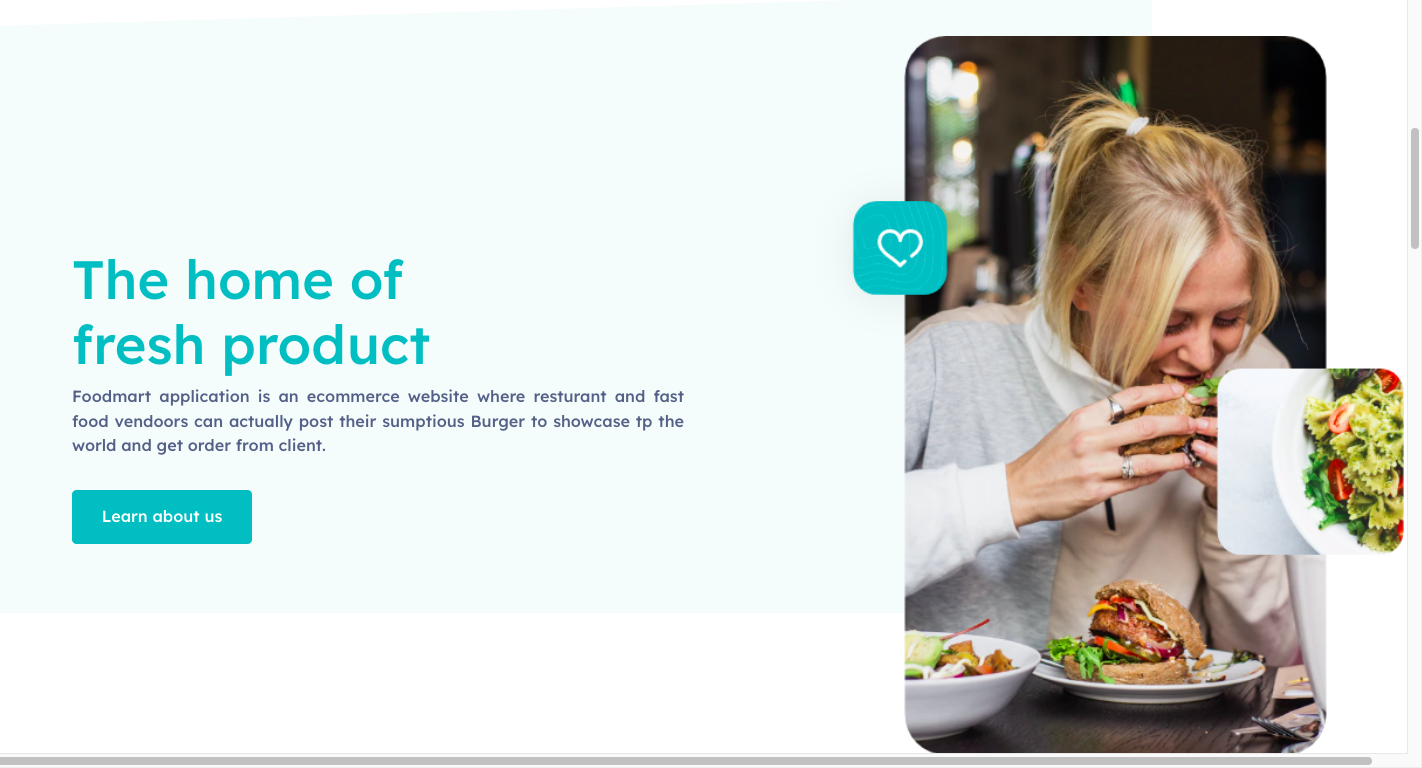 The home of
fresh product
Foodmart application is an ecommerce website where resturant and fast
food vendoors can actually post their sumptious Burger to showcase tp the
world and get order from client.
Learn about us